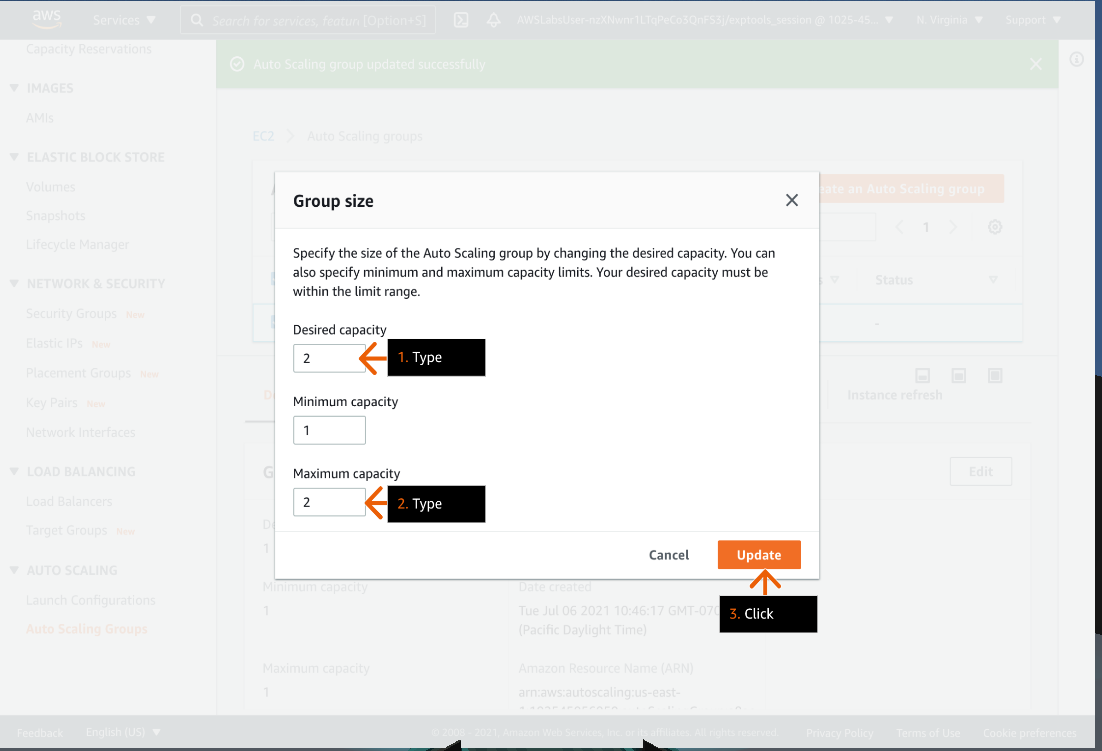 aws
Services
Search for services, featun [Option+S]
N. Virginia
Support
Capacity Reservations
IMAGES
AMIs
ELASTIC BLOCK STORE
Volumes
Snapshots
Lifecycle Manager
NETWORK & SECURITY
Security Groups New
Elastic IPs New
Placement Groups New
Key Pairs New
Network Interfaces
LOAD BALANCING
Load Balancers
Target Groups New
AUTO SCALING
Launch Configurations
Auto Scaling Groups
Auto Scaling group updated successfully
EC2 > Auto Scaling groups
an Auto Scaling group
1
Status
-
Group size
Specify the size of the Auto Scaling group by changing the desired capacity. You can
also specify minimum and maximum capacity limits. Your desired capacity must be
within the limit range.
Desired capacity
2
1. Type
Minimum capacity
1
Maximum capacity
2
2. Type
Cancel
Update
3. Click
Instance refresh
Edit
1
Minimum capacity
1
Maximum capacity
1
Date created
Tue Jul 06 2021 10:46:17 GMT-070
(Pacific Daylight Time)
Amazon Resource Name (ARN)
arn:aws:autoscaling:us-east-
Feedback
English (US)
© 2008 - 2021, Amazon Web Services, Inc. or its affiliates. All rights reserved.
Privacy Policy
Terms of Use
Cookie preferences